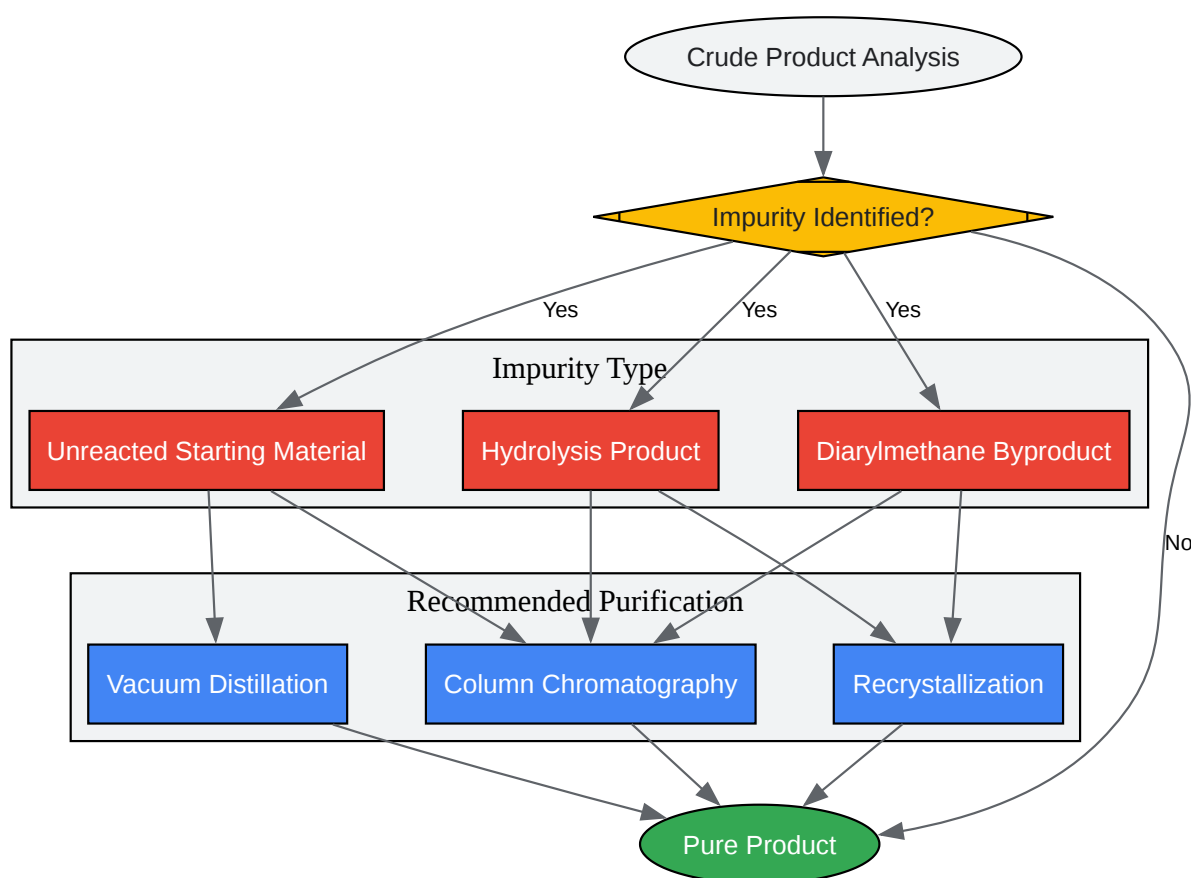 Crude Product Analysis
Impurity Identified?
Yes
Yes
Yes
Impurity Type
Unreacted Starting Material
Hydrolysis Product
Diarylmethane Byproduct
No
Recommended Purification
Vacuum Distillation
Column Chromatography
Recrystallization
Pure Product